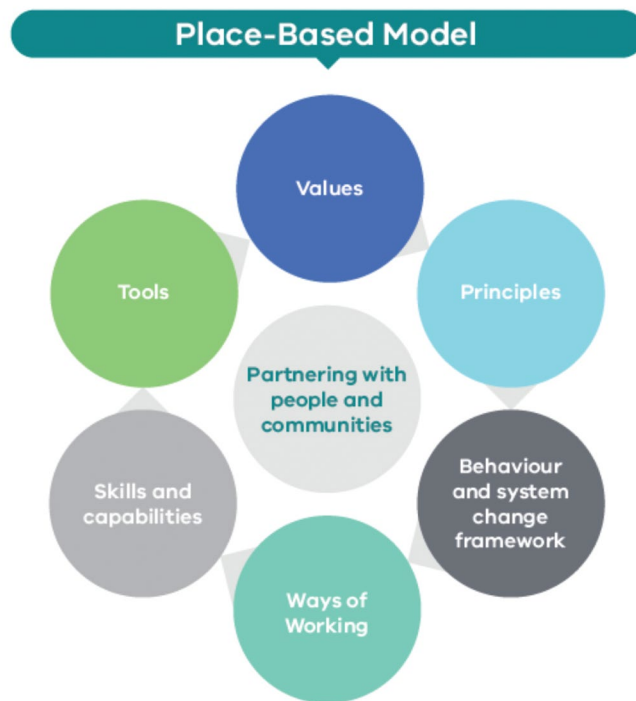 Place-Based Model
Values
Principles
Behaviour
and system
change
framework
Ways of
Working
Skills and
capabilities
Tools
Partnering with
people and
communities